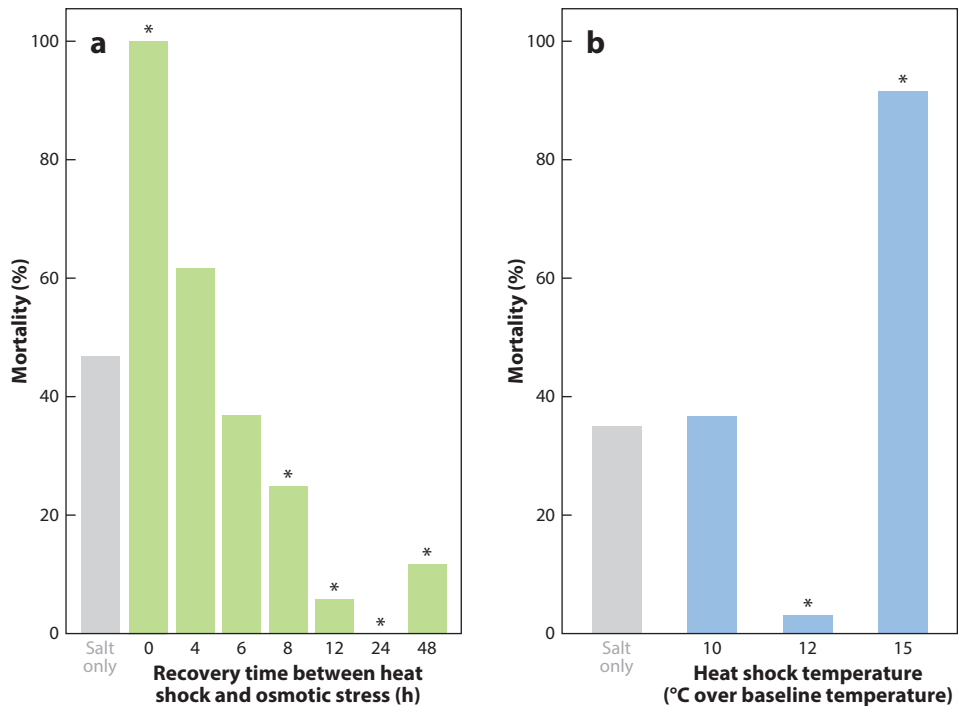 a
Mortality (%)
100
80
60
40
20
0
*
*
*
*
*
Salt
only
0 4 6 8 12 24 48
Recovery time between heat
shock and osmotic stress (h)
b
Mortality (%)
100
80
60
40
20
0
*
*
Salt
only
10 12 15
Heat shock temperature
(°C over baseline temperature)